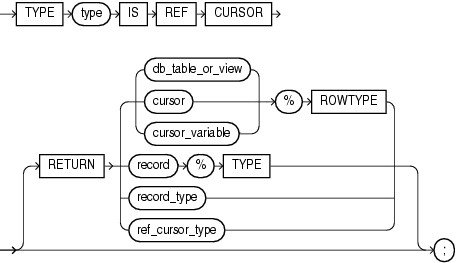 TYPE type IS REF CURSOR
db_table_or_view
cursor % ROWTYPE
cursor_variable
RETURN record % TYPE
record_type
ref_cursor_type
;